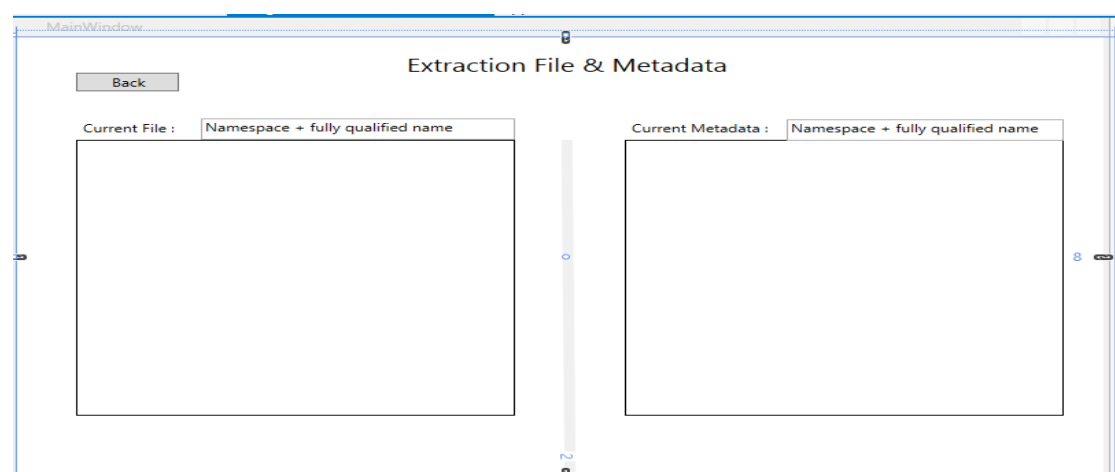 MainWindow
Extraction File & Metadata
Back
Current File : Namespace + fully qualified name
Current Metadata : Namespace + fully qualified name
0
8
2